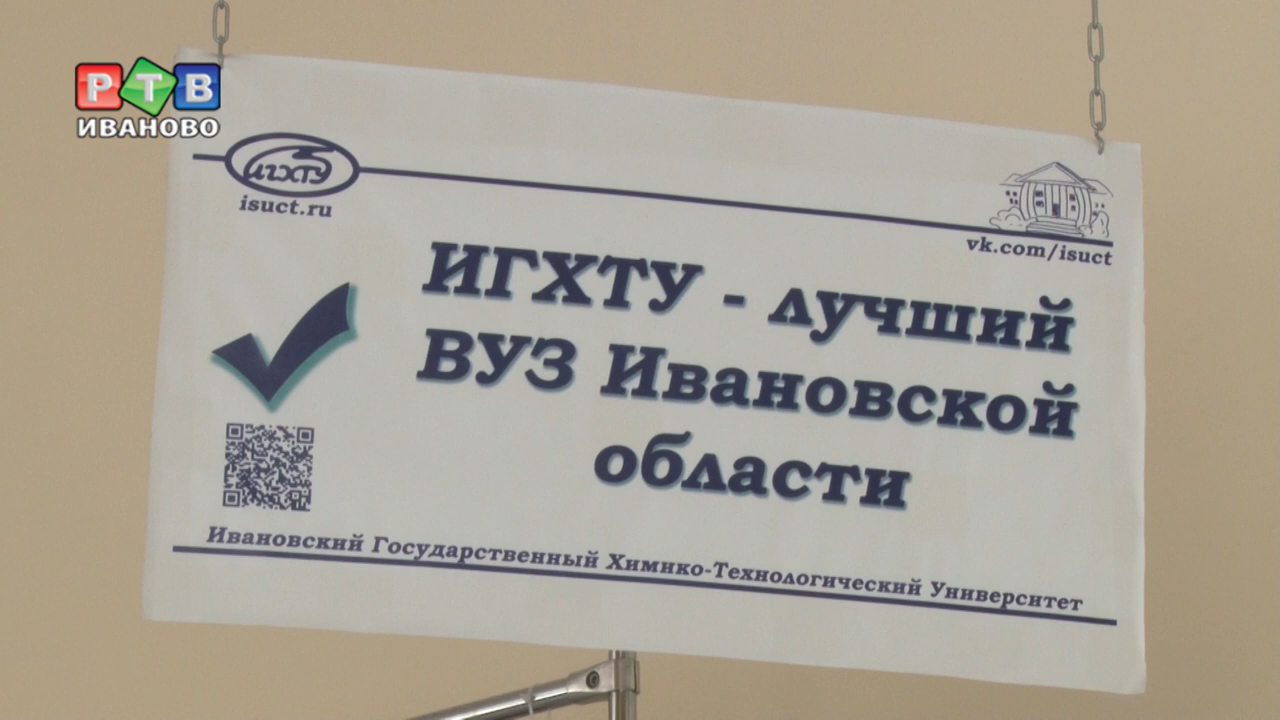 РТВ
ИВАНОВО
ИГХТУ
isuct.ru
vk.com/isuct
ИГХТУ - лучший
ВУЗ Ивановской
области
Ивановский Государственный Химико-Технологический Университет